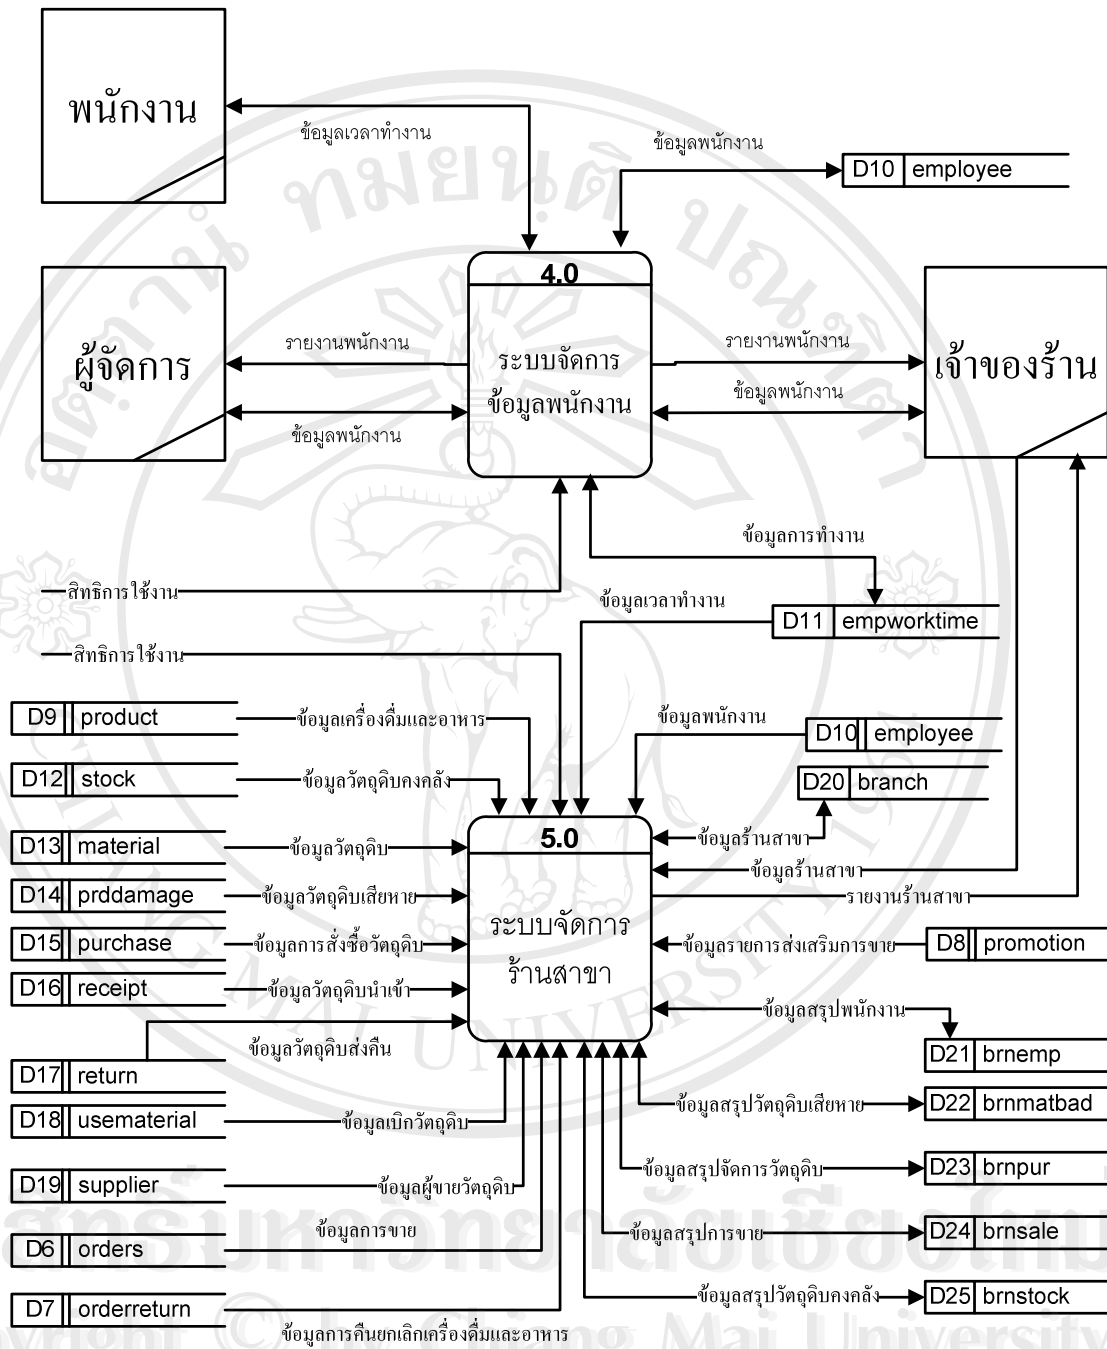 พนักงาน
ข้อมูลเวลาทำงาน
ข้อมูลพนักงาน
D10 employee
4.0
ระบบจัดการ
ข้อมูลพนักงาน
ผู้จัดการ
รายงานพนักงาน
ข้อมูลพนักงาน
รายงานพนักงาน
ข้อมูลพนักงาน
เจ้าของร้าน
ข้อมูลการทำงาน
สิทธิการใช้งาน
ข้อมูลเวลาทำงาน
D11 empworktime
สิทธิการใช้งาน
D9 product
ข้อมูลเครื่องดื่มและอาหาร
ข้อมูลพนักงาน
D10 employee
D12 stock
ข้อมูลวัตถุดิบคงคลัง
D20 branch
5.0
ระบบจัดการ
ร้านสาขา
D13 material
ข้อมูลวัตถุดิบ
ข้อมูลร้านสาขา
ข้อมูลร้านสาขา
D14 prddamage
ข้อมูลวัตถุดิบเสียหาย
รายงานร้านสาขา
D15 purchase
ข้อมูลการสั่งซื้อวัตถุดิบ
ข้อมูลรายการส่งเสริมการขาย
D8 promotion
D16 receipt
ข้อมูลวัตถุดิบนำเข้า
ข้อมูลสรุปพนักงาน
ข้อมูลวัตถุดิบส่งคืน
D21 brnemp
D17 return
D18 usematerial
ข้อมูลเบิกวัตถุดิบ
ข้อมูลสรุปวัตถุดิบเสียหาย
D22 brnmatbad
D19 supplier
ข้อมูลผู้ขายวัตถุดิบ
ข้อมูลสรุปจัดการวัตถุดิบ
D23 brnpur
ข้อมูลการขาย
D6 orders
ข้อมูลสรุปการขาย
D24 brnsale
D7 orderreturn
ข้อมูลสรุปวัตถุดิบคงคลัง
D25 brnstock
ข้อมูลการคืนยกเลิกเครื่องดื่มและอาหาร
CHIANG MAI UNIVERSITY 1964